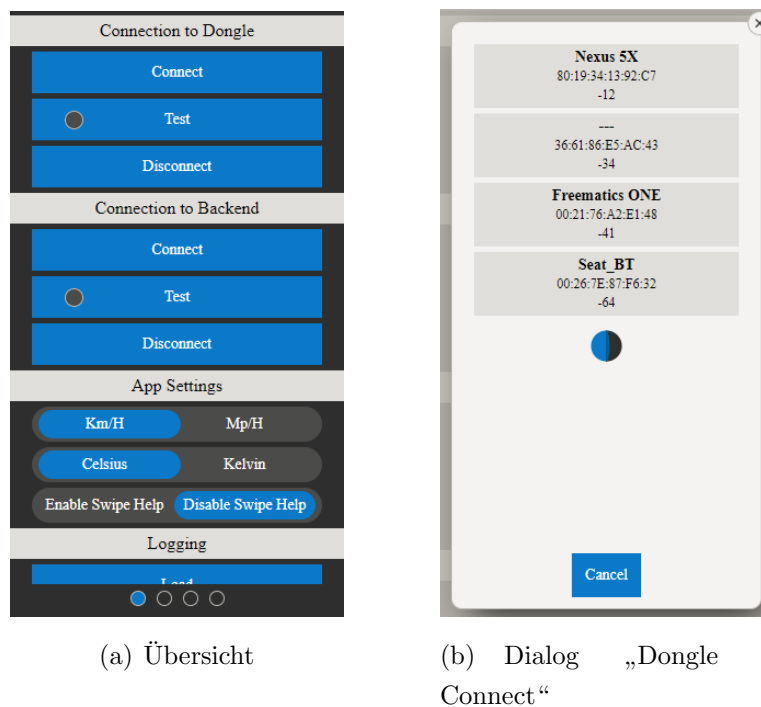 Connection to Dongle
Connect
Test
Disconnect
Connection to Backend
Connect
Test
Disconnect
App Settings
Km/H Mp/H
Celsius Kelvin
Enable Swipe Help Disable Swipe Help
Logging
Load
(a) Übersicht
Nexus 5X
80:19:34:13:92:C7
-12
---
36:61:86:E5:AC:43
-34
Freematics ONE
00:21:76:A2:E1:48
-41
Seat_BT
00:26:7E:87:F6:32
-64
Cancel
(b) Dialog „Dongle
Connect“